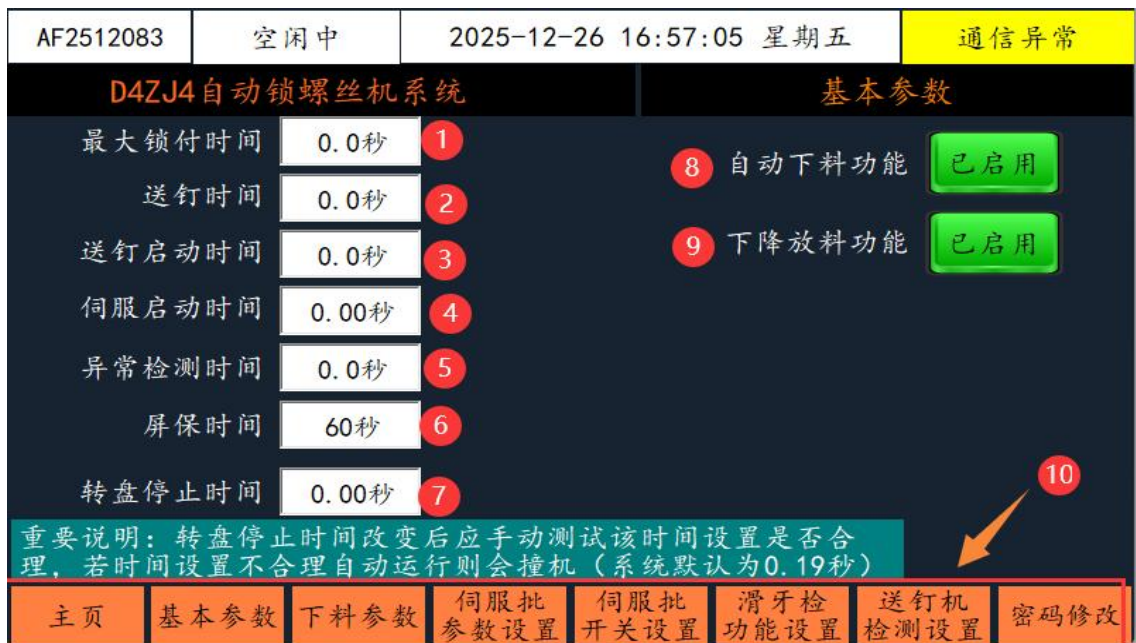 AF2512083 空闲中 2025-12-26 16:57:05 星期五 通信异常
D4ZJ4自动锁螺丝机系统 基本参数
最大锁付时间 0.0秒 1
8 自动下料功能 已启用
送钉时间 0.0秒 2
9 下降放料功能 已启用
送钉启动时间 0.0秒 3
伺服启动时间 0.00秒 4
异常检测时间 0.0秒 5
屏保时间 60秒 6
转盘停止时间 0.00秒 7
10
重要说明：转盘停止时间改变后应手动测试该时间设置是否合
理，若时间设置不合理自动运行则会撞机（系统默认为0.19秒）
主页 基本参数 下料参数 伺服批 伺服批 滑牙检 送钉机 密码修改
参数设置 开关设置 功能设置 检测设置